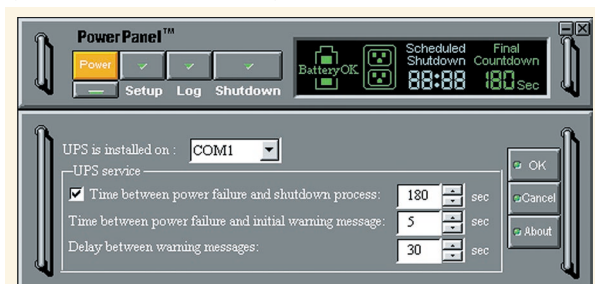 PowerPanel™
Power
Setup Log Shutdown
BatteryOK
Scheduled Shutdown
88:88
Final Countdown
180 Sec
UPS is installed on : COM1
UPS service
Time between power failure and shutdown process: 180 sec
Time between power failure and initial warning message: 5 sec
Delay between warning messages: 30 sec
OK
Cancel
About